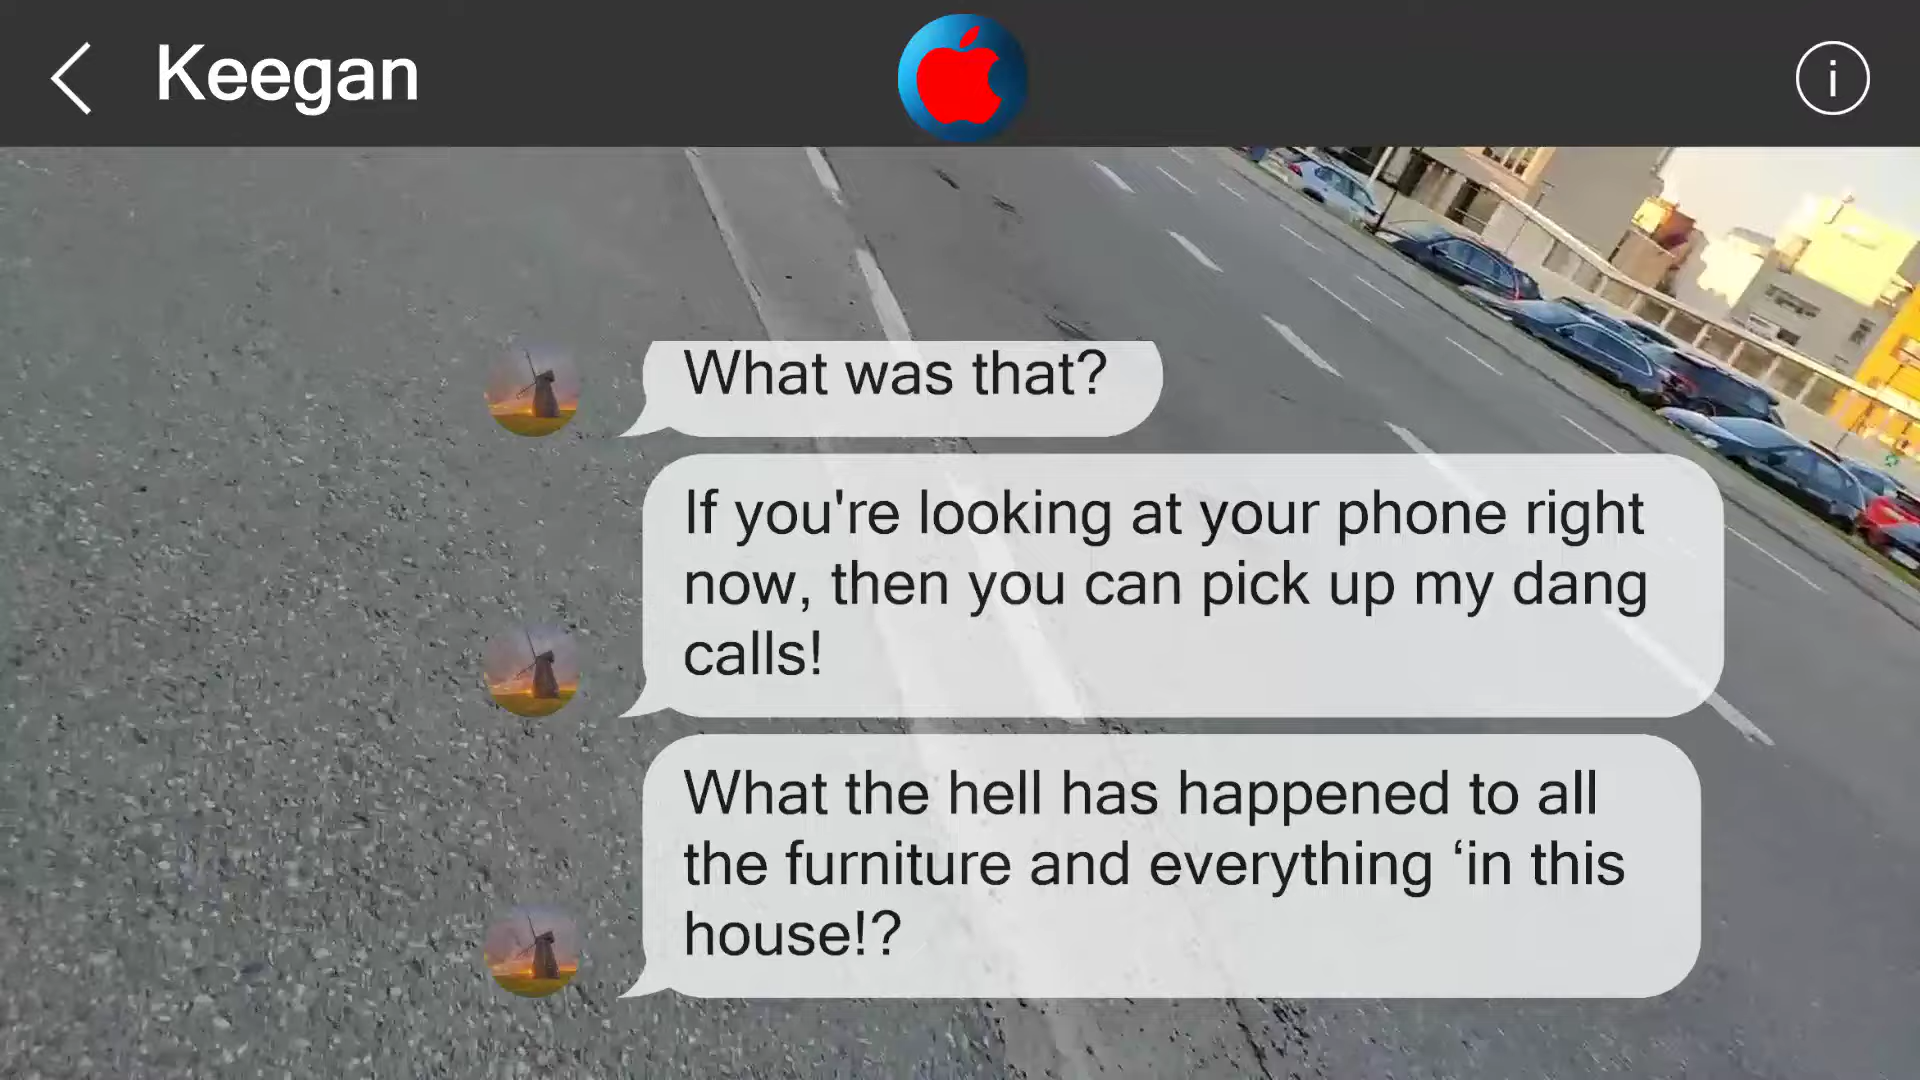 Keegan
What was that?
If you're looking at your phone right
now, then you can pick up my dang
calls!
What the hell has happened to all
the furniture and everything ‘in this
house!?